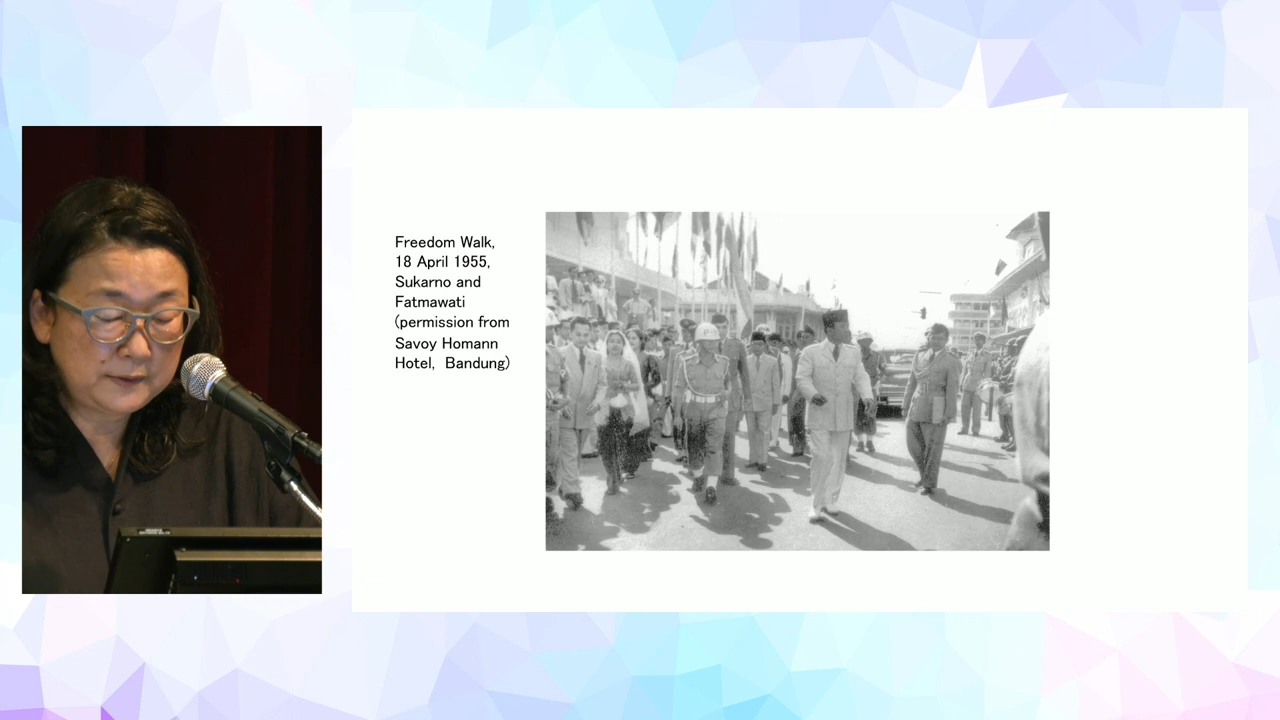 Freedom Walk,
18 April 1955,
Sukarno and
Fatmawati
(permission from
Savoy Homann
Hotel, Bandung)